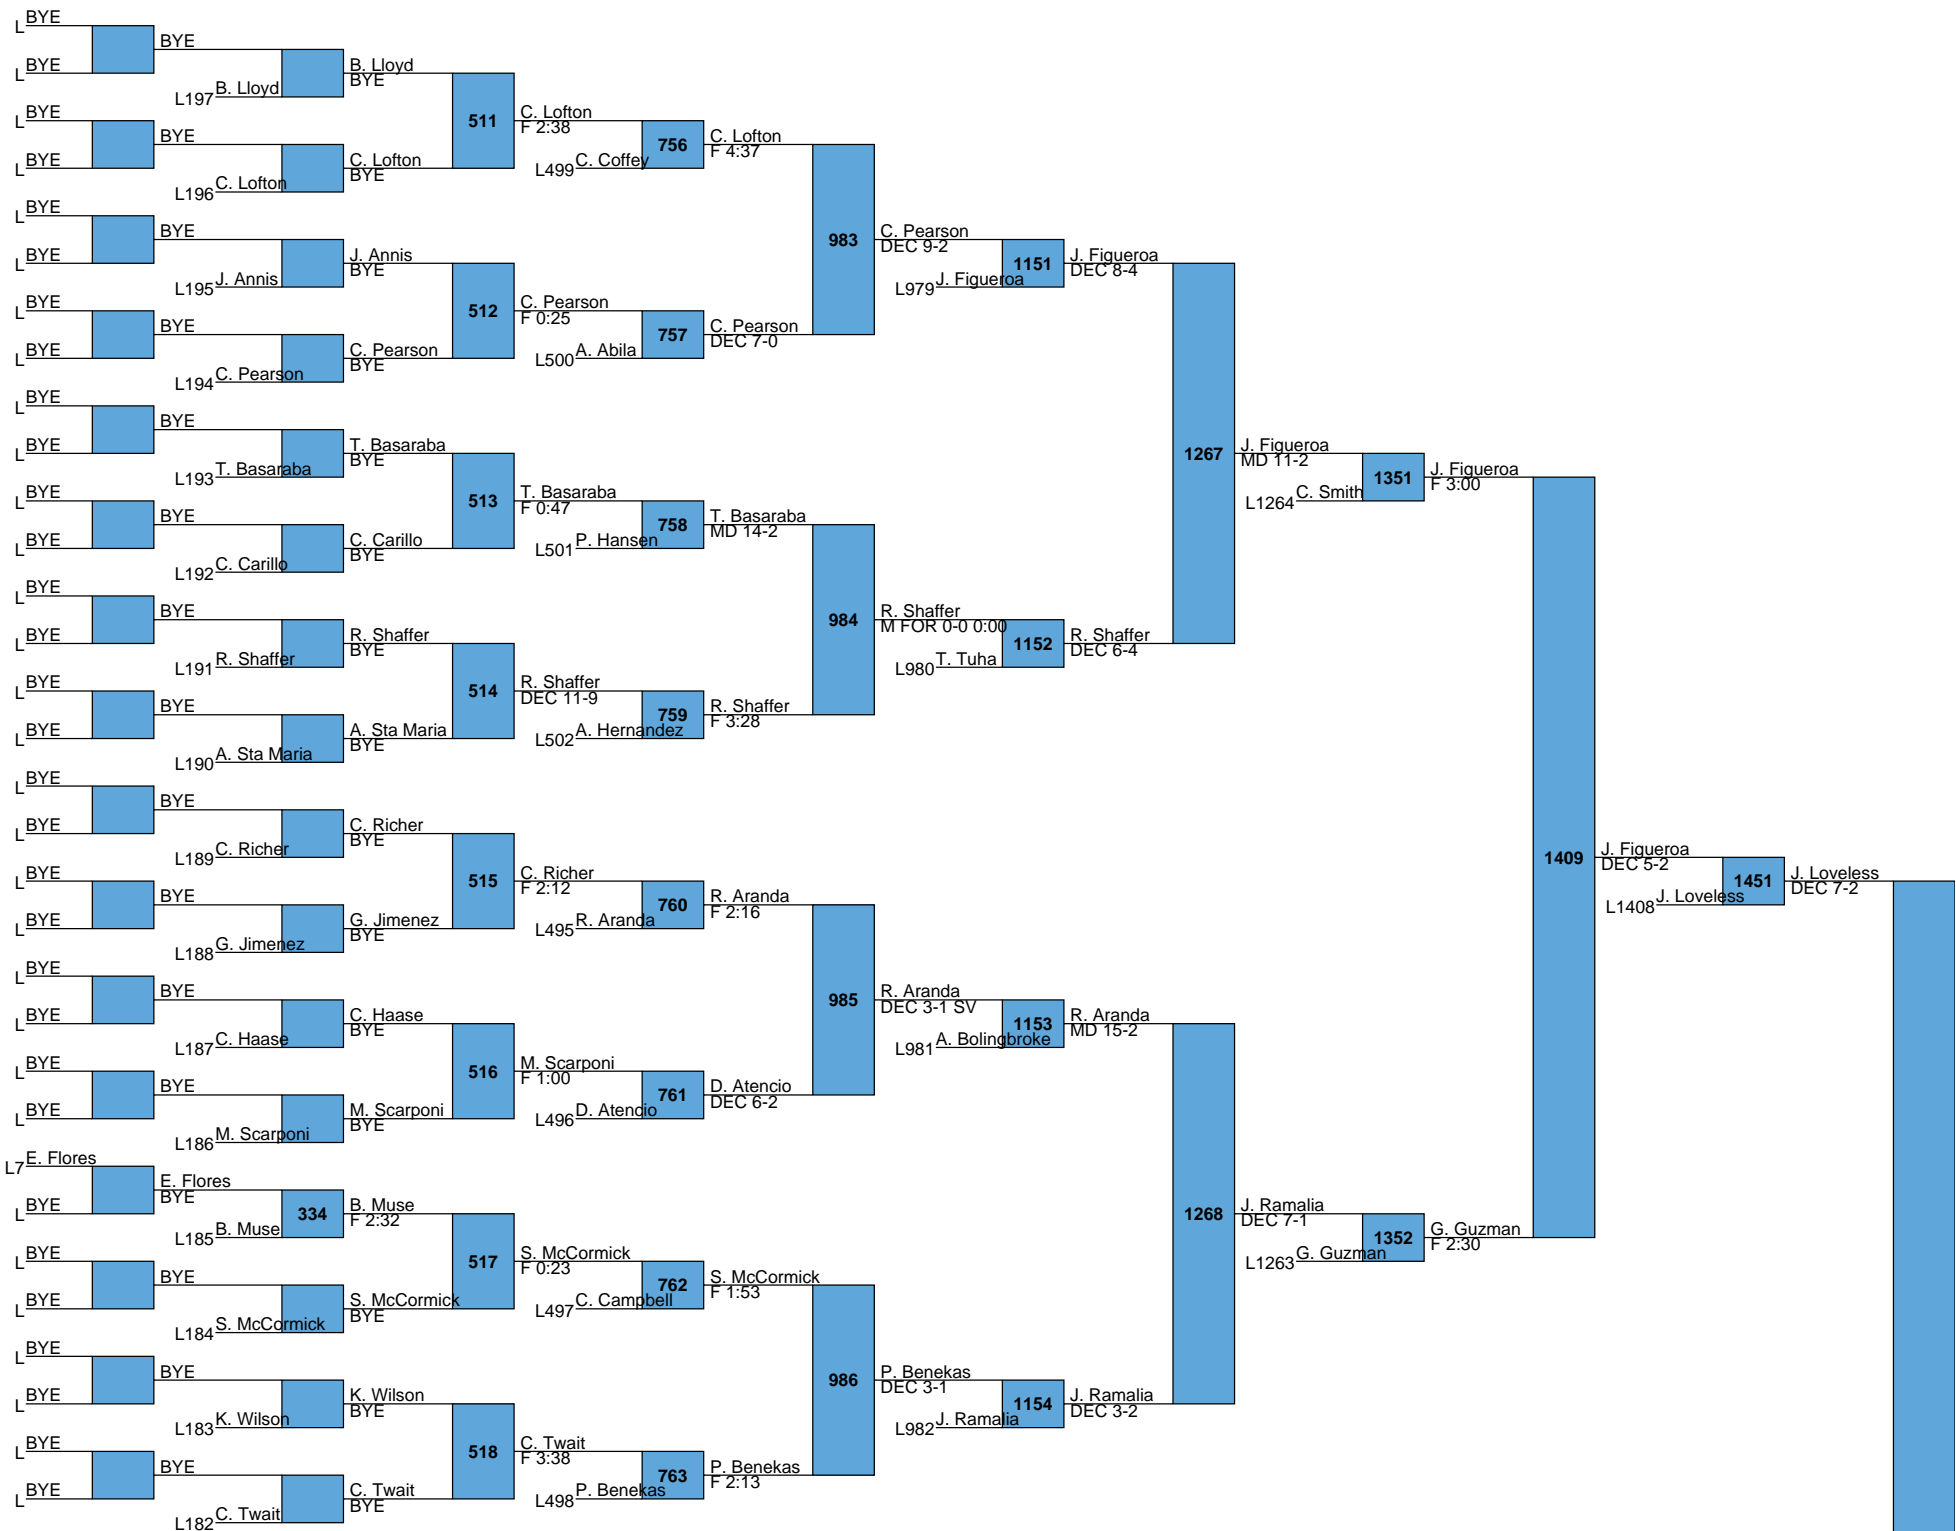 BYE
L
BYE
BYE
L
B. Lloyd
BYE
L197
B. Lloyd
511
C. Lofton
F 2:38
BYE
L
BYE
BYE
L
C. Lofton
BYE
L196
C. Lofton
756
C. Lofton
F 4:37
L499
C. Coffey
983
C. Pearson
DEC 9-2
BYE
L
BYE
BYE
L
J. Annis
BYE
L195
J. Annis
512
C. Pearson
F 0:25
BYE
L
BYE
BYE
L
C. Pearson
BYE
L194
C. Pearson
757
C. Pearson
DEC 7-0
L500
A. Abila
1151
J. Figueroa
DEC 8-4
L979
J. Figueroa
BYE
L
BYE
BYE
L
T. Basaraba
BYE
L193
T. Basaraba
513
T. Basaraba
F 0:47
BYE
L
BYE
BYE
L
C. Carillo
BYE
L192
C. Carillo
758
T. Basaraba
MD 14-2
L501
P. Hansen
984
R. Shaffer
M FOR 0-0 0:00
BYE
L
BYE
BYE
L
R. Shaffer
BYE
L191
R. Shaffer
514
R. Shaffer
DEC 11-9
BYE
L
BYE
BYE
L
A. Sta Maria
BYE
L190
A. Sta Maria
759
R. Shaffer
F 3:28
L502
A. Hernandez
1152
R. Shaffer
DEC 6-4
L980
T. Tuha
1267
J. Figueroa
MD 11-2
1351
J. Figueroa
F 3:00
L1264
C. Smith
BYE
L
BYE
BYE
L
C. Richer
BYE
L189
C. Richer
515
C. Richer
F 2:12
BYE
L
BYE
BYE
L
G. Jimenez
BYE
L188
G. Jimenez
760
R. Aranda
F 2:16
L495
R. Aranda
985
R. Aranda
DEC 3-1 SV
BYE
L
BYE
BYE
L
C. Haase
BYE
L187
C. Haase
516
M. Scarponi
F 1:00
BYE
L
BYE
BYE
L
M. Scarponi
BYE
L186
M. Scarponi
761
D. Atencio
DEC 6-2
L496
D. Atencio
1153
R. Aranda
MD 15-2
L981
A. Bolingbroke
1409
J. Figueroa
DEC 5-2
1451
J. Loveless
DEC 7-2
L1408
J. Loveless
E. Flores
L7
E. Flores
BYE
BYE
L
334
B. Muse
F 2:32
L185
B. Muse
517
S. McCormick
F 0:23
BYE
L
BYE
BYE
L
S. McCormick
BYE
L184
S. McCormick
762
S. McCormick
F 1:53
L497
C. Campbell
986
P. Benekas
DEC 3-1
BYE
L
BYE
BYE
L
K. Wilson
BYE
L183
K. Wilson
518
C. Twait
F 3:38
BYE
L
BYE
BYE
L
C. Twait
BYE
L182
C. Twait
763
P. Benekas
F 2:13
L498
P. Benekas
1154
J. Ramalia
DEC 3-2
L982
J. Ramalia
1268
J. Ramalia
DEC 7-1
1352
G. Guzman
F 2:30
L1263
G. Guzman